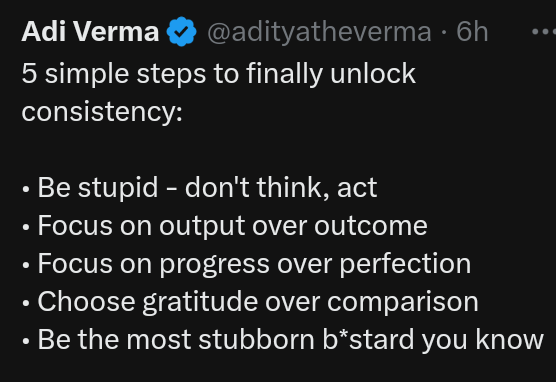 Adi Verma @adityatheverma · 6h ...
5 simple steps to finally unlock
consistency:
• Be stupid - don't think, act
• Focus on output over outcome
• Focus on progress over perfection
• Choose gratitude over comparison
• Be the most stubborn b*stard you know